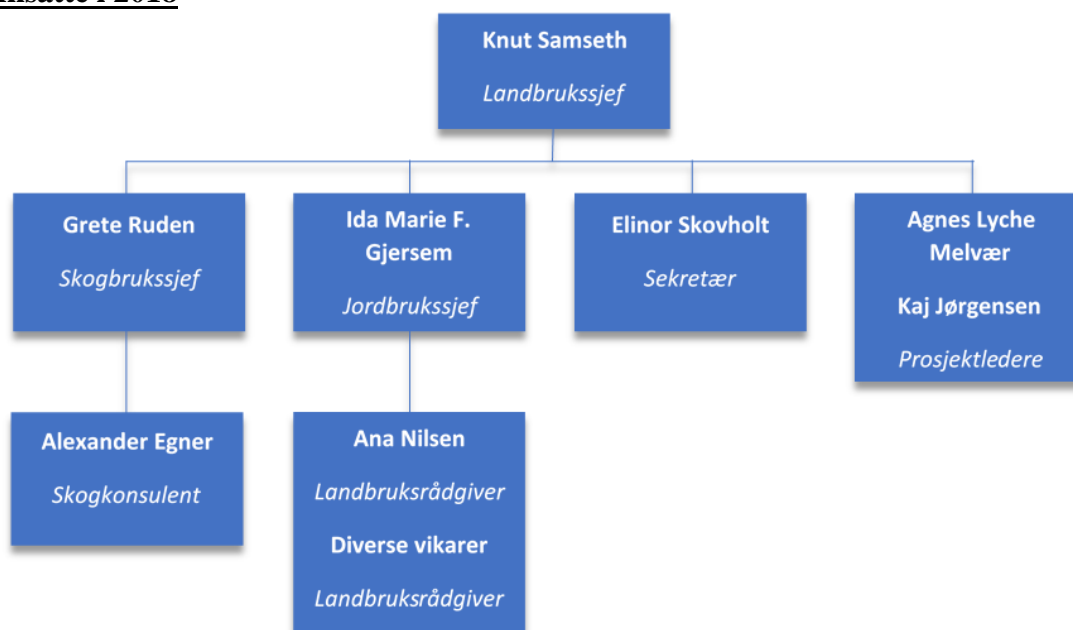 Knut Samseth
Landbrukssjef
Grete Ruden
Skogbrukssjef
Ida Marie F.
Gjersem
Jordbrukssjef
Elinor Skovholt
Sekretær
Agnes Lyche
Melvær
Kaj Jørgensen
Prosjektledere
Alexander Egner
Skogkonsulent
Ana Nilsen
Landbruksrådgiver
Diverse vikarer
Landbruksrådgiver